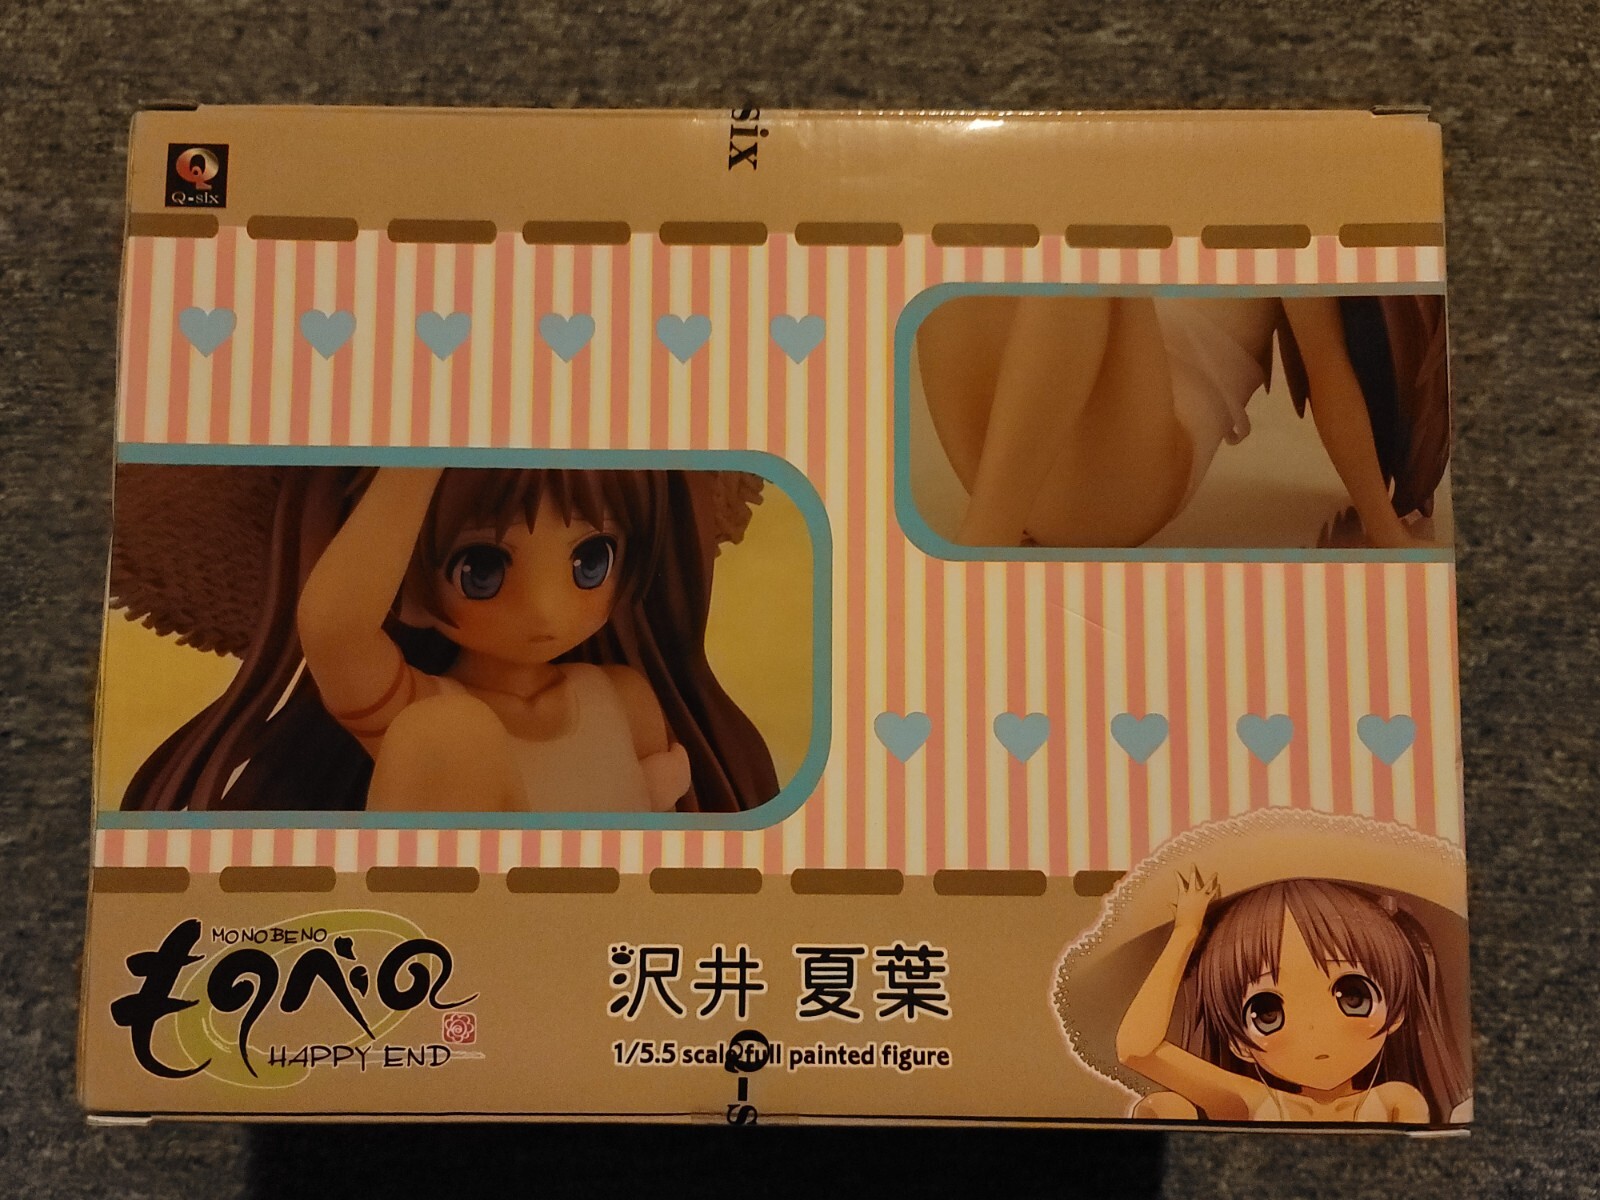 six
Q-six
MONOBENO
ものべの
HAPPY END
沢井 夏葉
1/5.5 scale full painted figure
Q-s